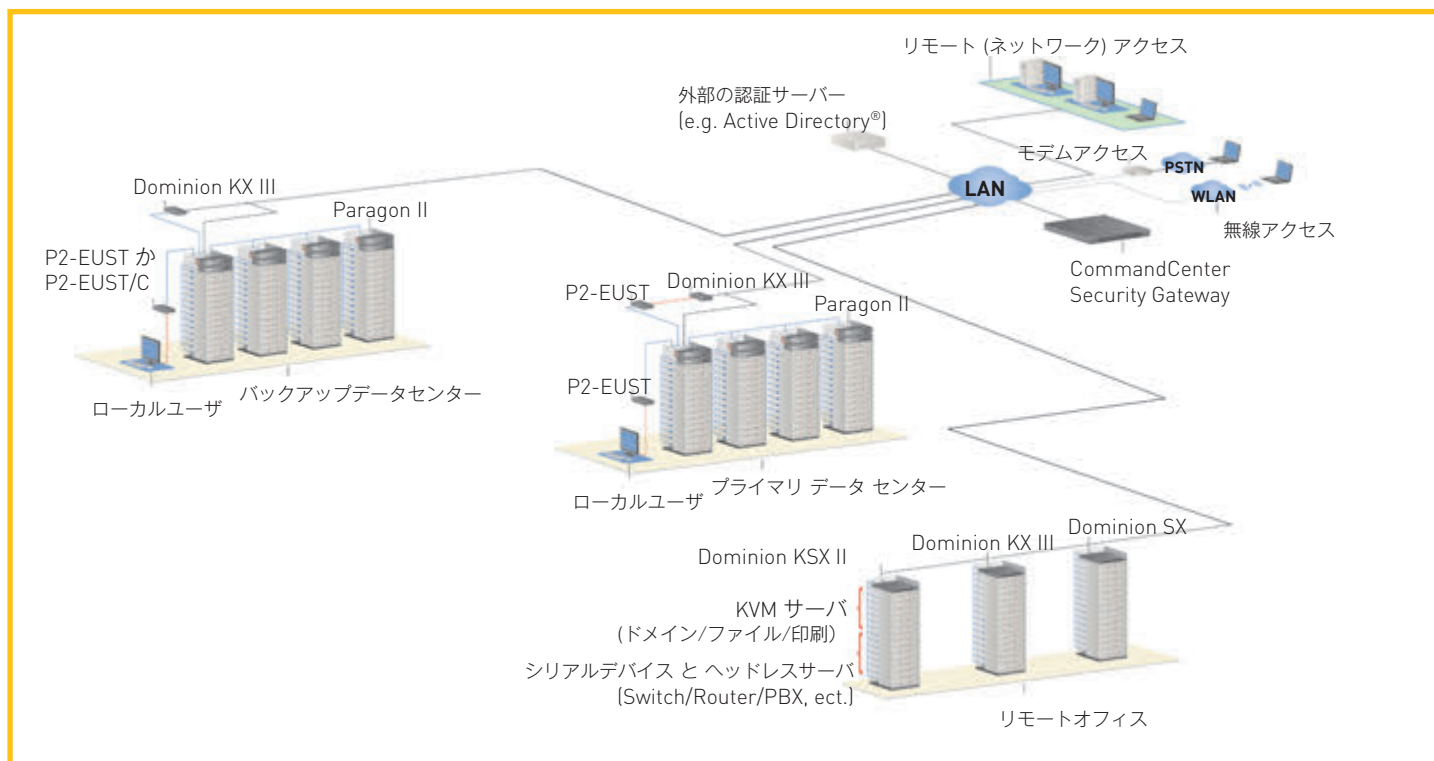 リモート (ネットワーク) アクセス
外部の認証サーバー
(e.g. Active Directory®)
モデムアクセス
PSTN
LAN
WLAN
無線アクセス
CommandCenter
Security Gateway
Dominion KX III
Paragon II
P2-EUST か
P2-EUST/C
ローカルユーザ
バックアップデータセンター
P2-EUST
Dominion KX III
Paragon II
P2-EUST
ローカルユーザ
プライマリ データ センター
Dominion KSX II
Dominion KX III
Dominion SX
KVM サーバ
(ドメイン/ファイル/印刷）
シリアルデバイス と ヘッドレスサーバ
(Switch/Router/PBX, ect.)
リモートオフィス